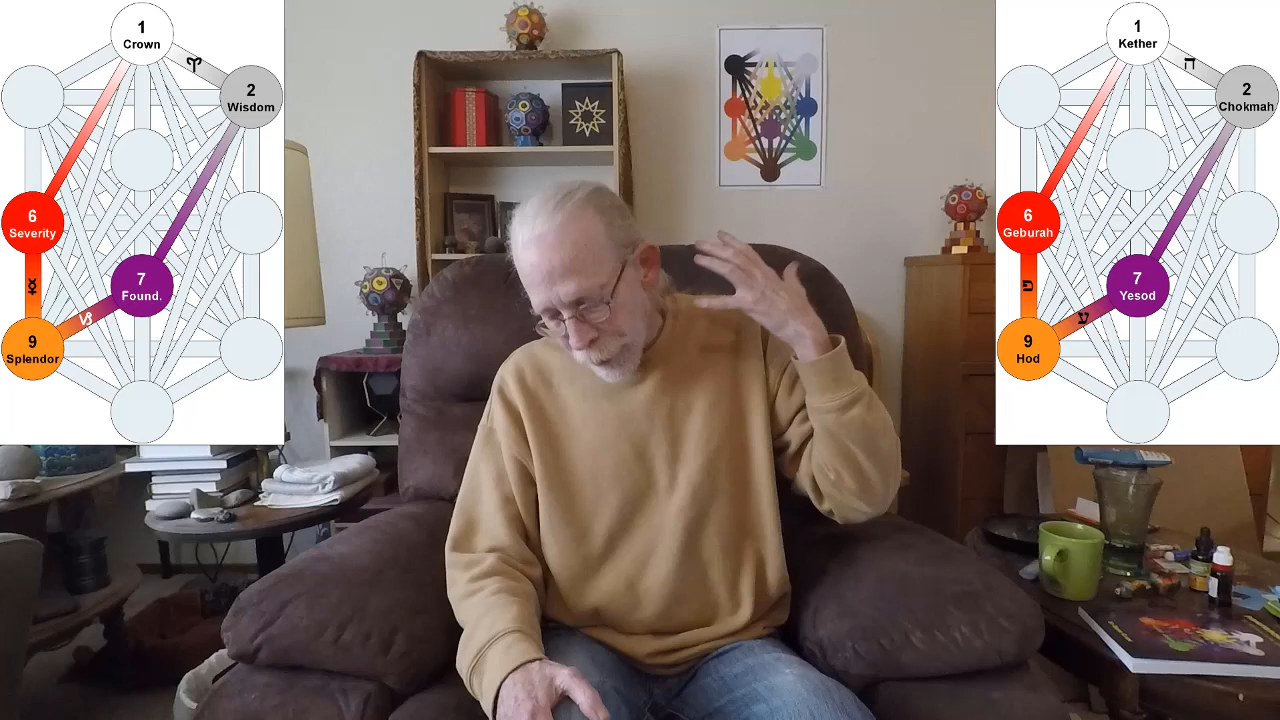 1
Crown
♈
2
Wisdom
6
Severity
☿
7
Found.
♑
9
Splendor
1
Kether
ה
2
Chokmah
6
Geburah
ש
7
Yesod
ע
9
Hod